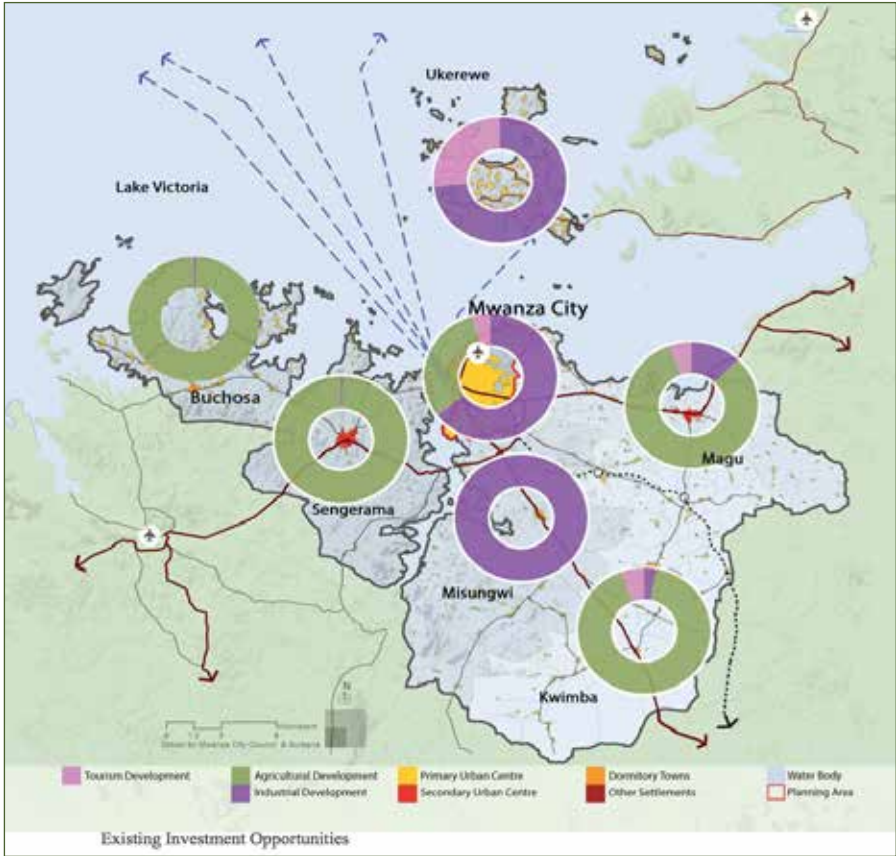 Ukerewe
Lake Victoria
Mwanza City
Buchosa
Magu
Sengerama
Misungwi
Kwimba
N
Tourism Development
Agricultural Development
Primary Urban Centre
Dormitory Towns
Water Body
Industrial Development
Secondary Urban Centre
Other Settlements
Planning Area
Existing Investment Opportunities